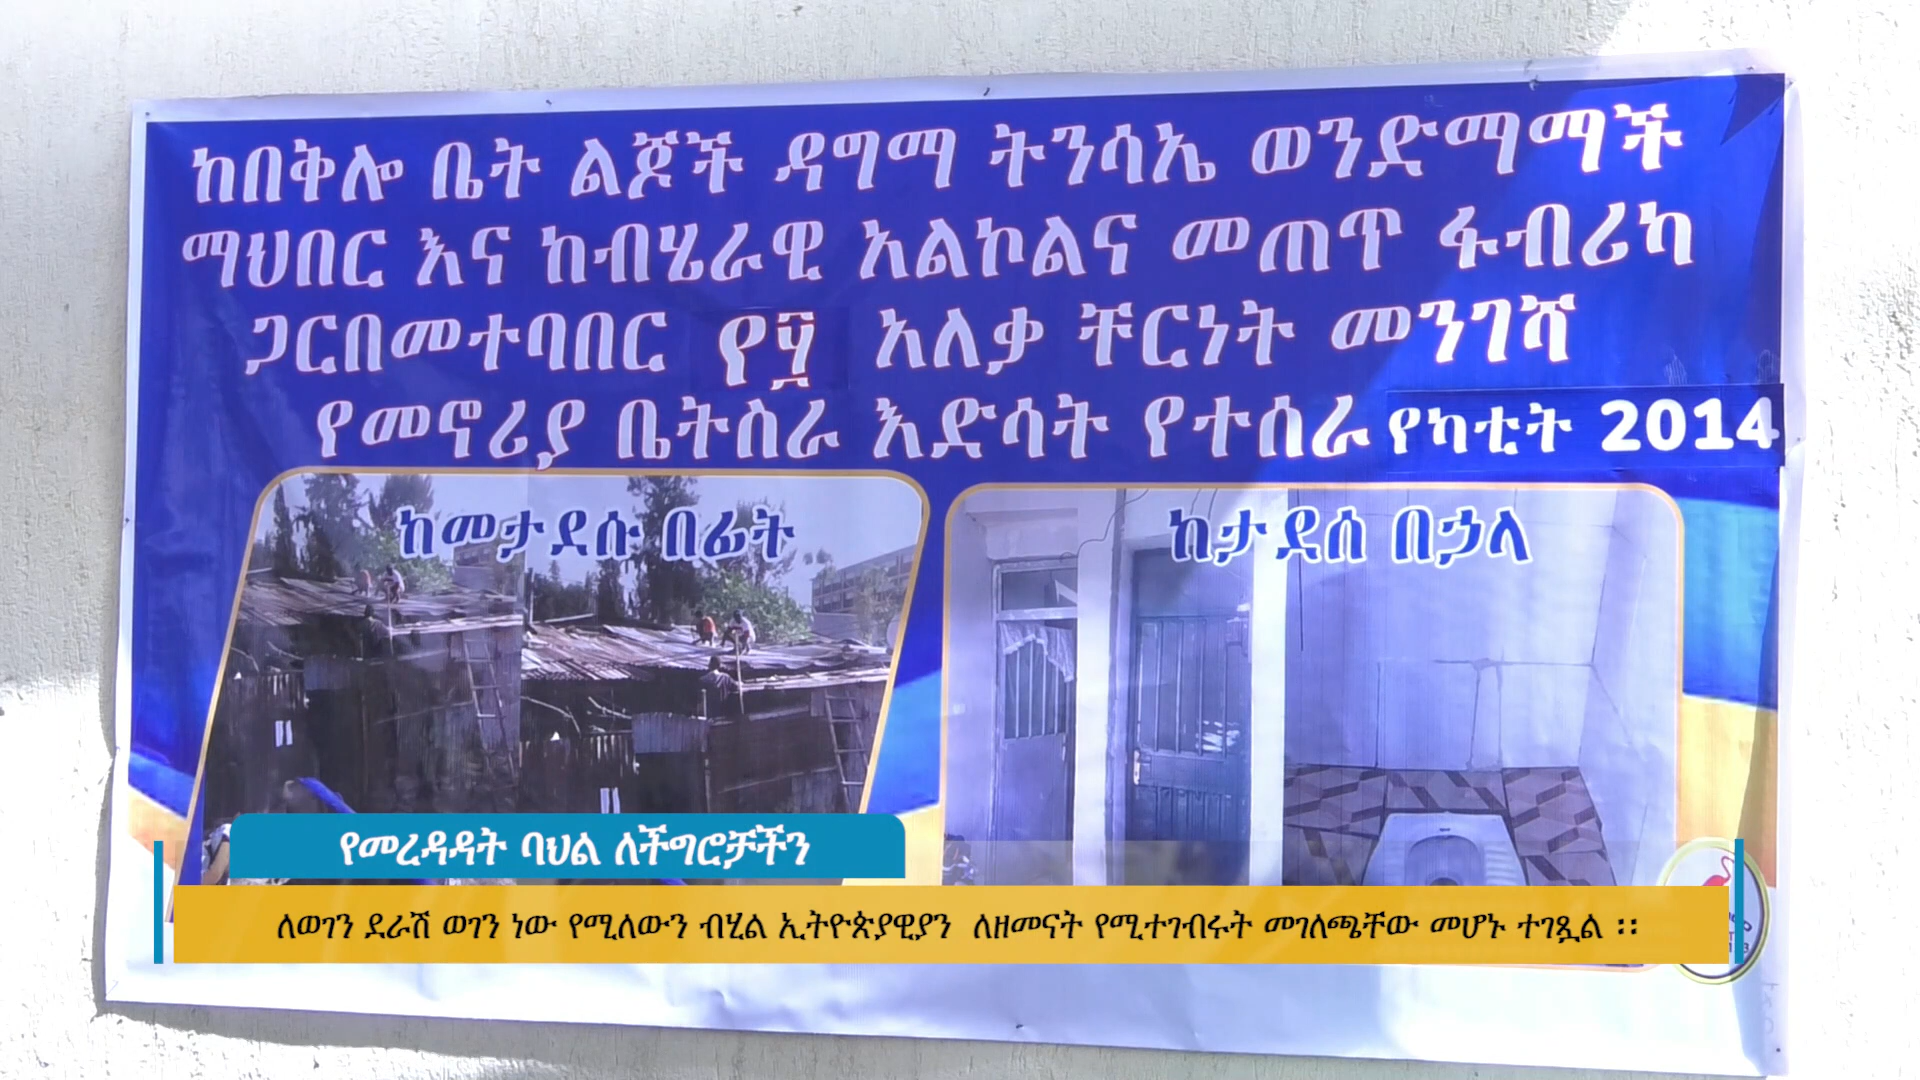 ከበቅሎ ቤት ልጆች ዳግማ ትንሳኤ ወንድማማች
ማህበር እና ከብሄራዊ አልኮልና መጠጥ ፋብሪካ
ጋርበመተባበር የ፶ አለቃ ቸርነት መንገሻ
የመኖሪያ ቤትስራ እድሳት የተሰራ የካቲት 2014
ከመታደሱ በፊት
ከታደሰ በኃላ
የመረዳዳት ባህል ለችግሮቻችን
ለወገን ደራሽ ወገን ነው የሚለውን ብሂል ኢትዮጵያዊያን ለዘመናት የሚተገብሩት መገለጫቸው መሆኑ ተገጿል ፡፡